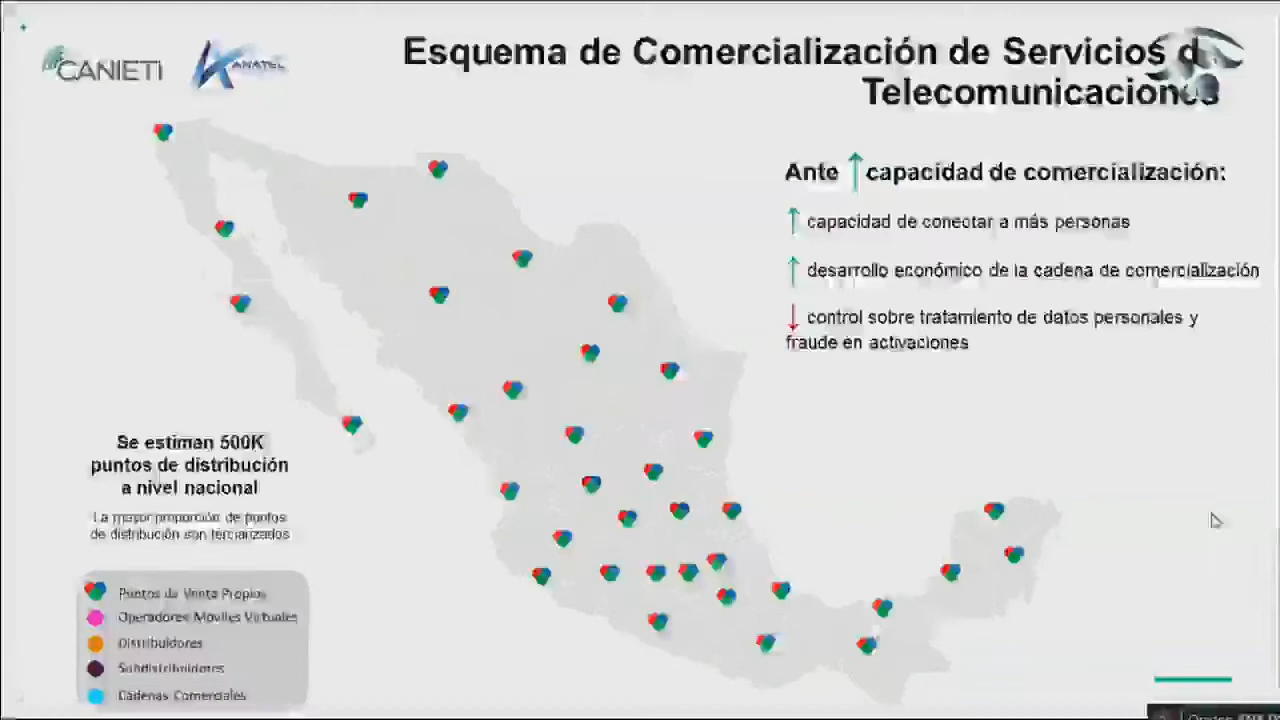 CANIETI
ANATEL
Esquema de Comercialización de Servicios d
Telecomunicaciones
Ante ↑ capacidad de comercialización:
↑ capacidad de conectar a más personas
↑ desarrollo económico de la cadena de comercialización
↓ control sobre tratamiento de datos personales y
fraude en activaciones
Se estiman 500K
puntos de distribución
a nivel nacional
La mayor proporción de puntos
de distribución son tercializados
Puntos de Venta Propios
Operadores Móviles Virtuales
Distribuidores
Subdistribuidores
Cadenas Comerciales